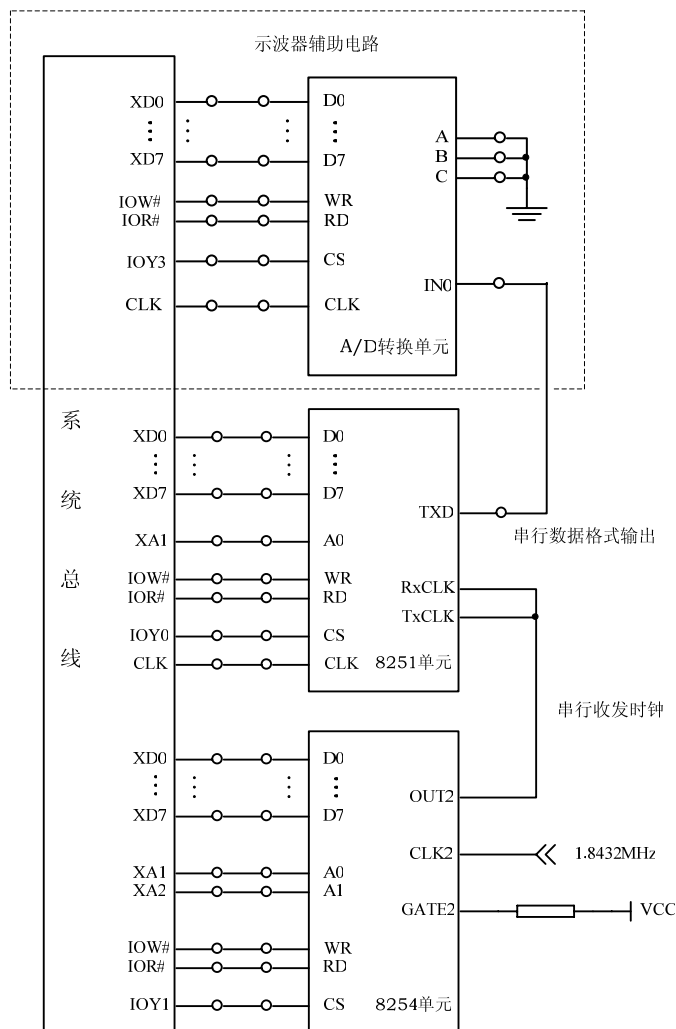 示波器辅助电路
XD0 D0
XD7 D7
IOW# WR
IOR# RD
IOY3 CS
CLK CLK
A
B
C
IN0
A/D转换单元
系统总线
XD0 D0
XD7 D7
XA1 A0
IOW# WR
IOR# RD
IOY0 CS
CLK CLK
TXD
串行数据格式输出
RxCLK
TxCLK
8251单元
串行收发时钟
XD0 D0
XD7 D7
XA1 A0
XA2 A1
IOW# WR
IOR# RD
IOY1 CS
OUT2
CLK2 1.8432MHz
GATE2 VCC
8254单元